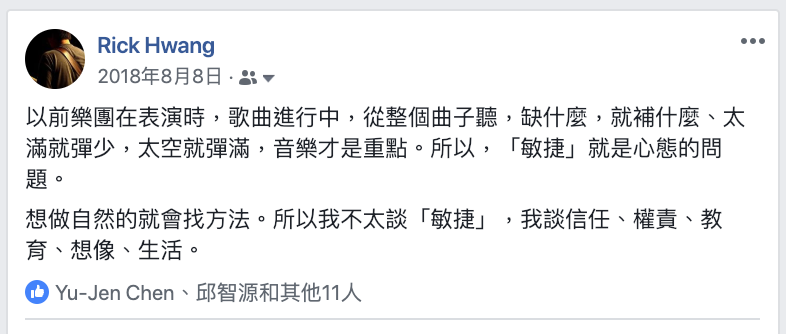 Rick Hwang
2018年8月8日 ·
以前樂團在表演時，歌曲進行中，從整個曲子聽，缺什麼，就補什麼、太
滿就彈少，太空就彈滿，音樂才是重點。所以，「敏捷」就是心態的問
題。
想做自然的就會找方法。所以我不太談「敏捷」，我談信任、權責、教
育、想像、生活。
Yu-Jen Chen、邱智源和其他11人